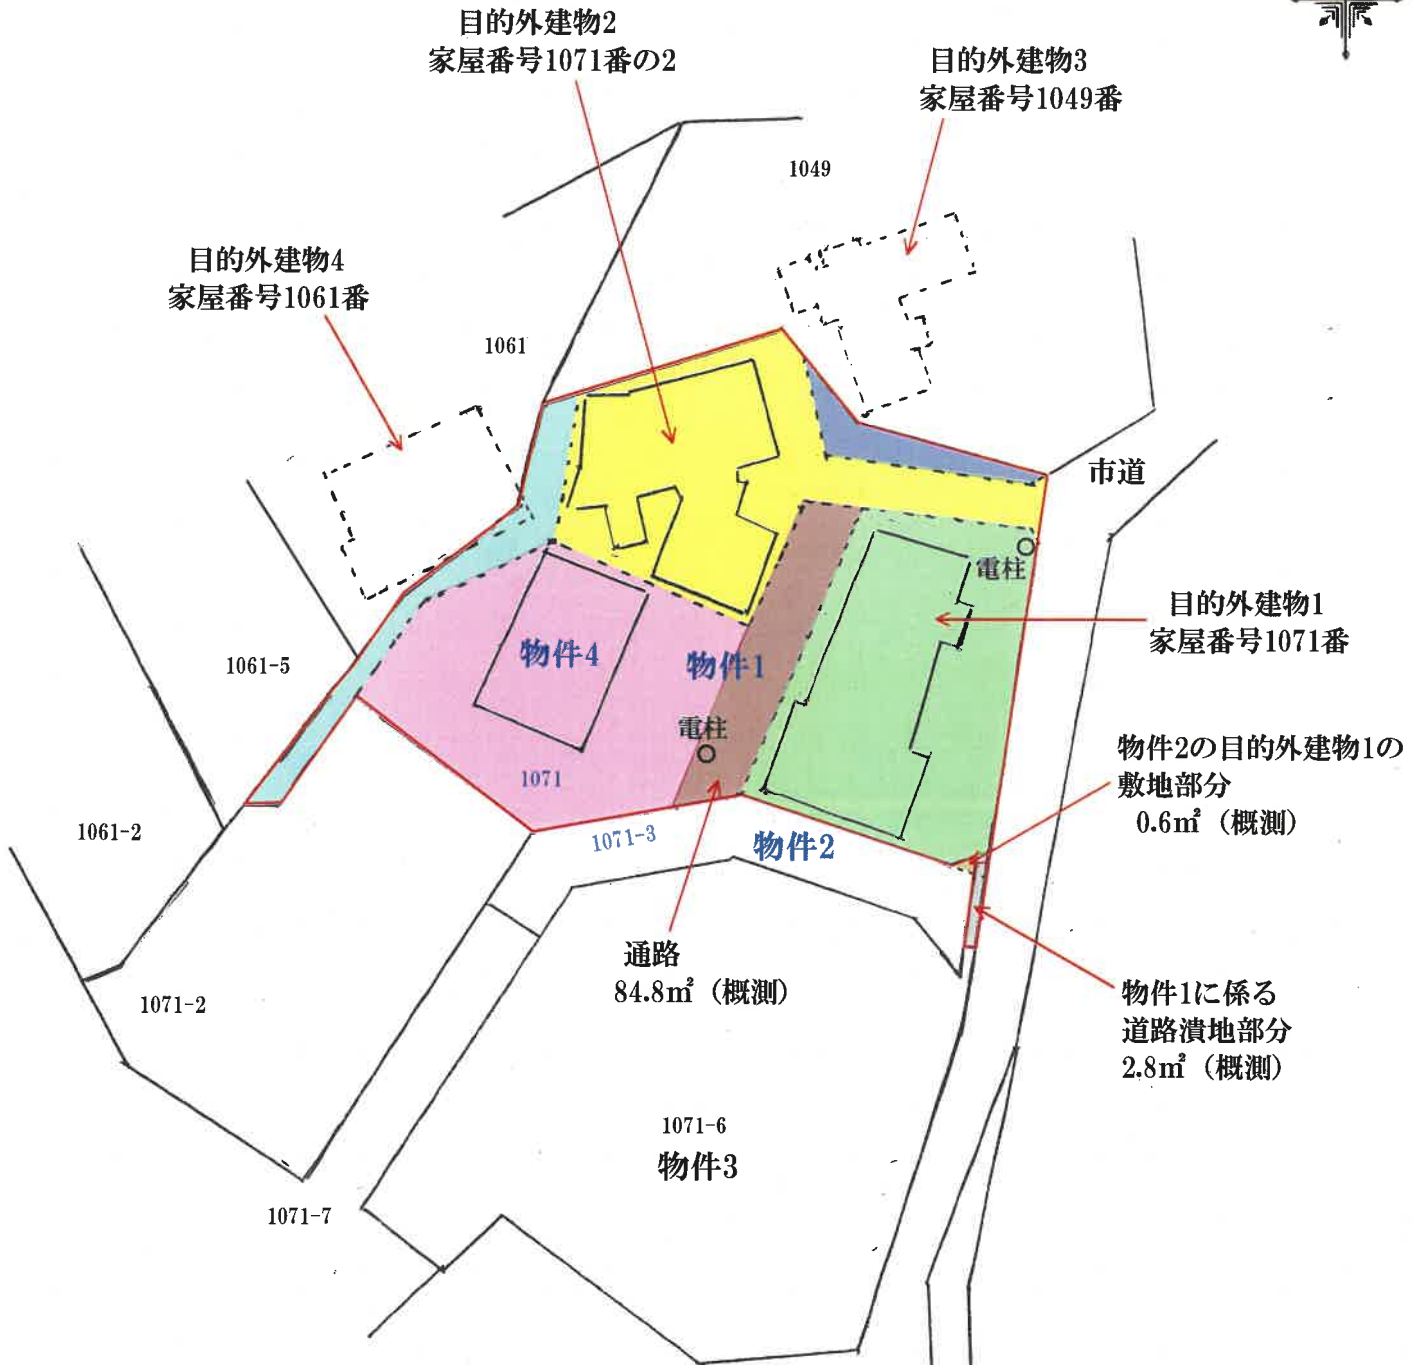 目的外建物2
家屋番号1071番の2
目的外建物3
家屋番号1049番
1049
目的外建物4
家屋番号1061番
1061
市道
電柱
目的外建物1
家屋番号1071番
物件4
物件1
1061-5
電柱
1071
物件2の目的外建物1の
敷地部分
0.6㎡（概測）
1061-2
1071-3
物件2
通路
84.8㎡（概測）
物件1に係る
道路潰地部分
2.8㎡（概測）
1071-2
1071-6
物件3
1071-7